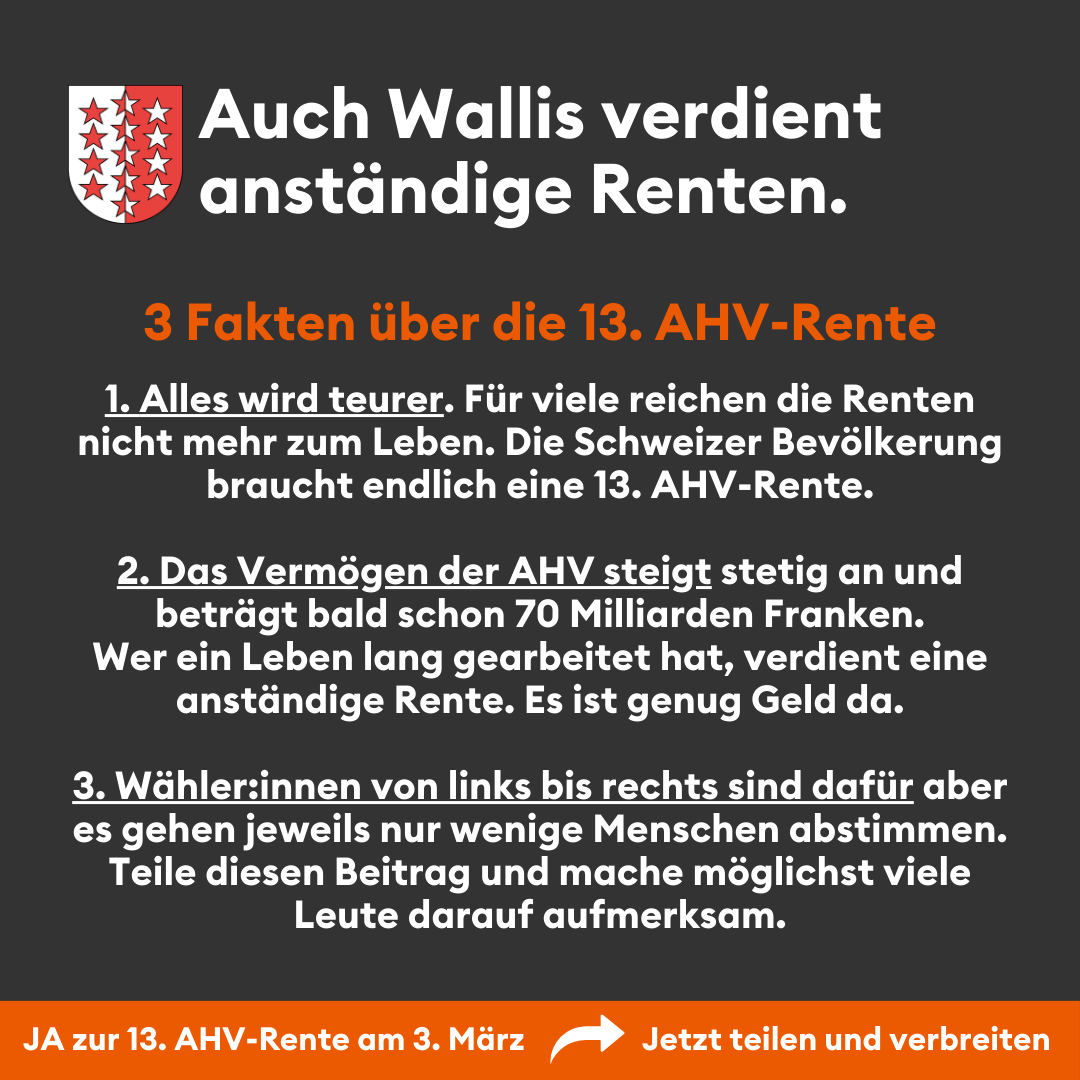 Auch Wallis verdient
anständige Renten.
3 Fakten über die 13. AHV-Rente
1. Alles wird teurer. Für viele reichen die Renten
nicht mehr zum Leben. Die Schweizer Bevölkerung
braucht endlich eine 13. AHV-Rente.
2. Das Vermögen der AHV steigt stetig an und
beträgt bald schon 70 Milliarden Franken.
Wer ein Leben lang gearbeitet hat, verdient eine
anständige Rente. Es ist genug Geld da.
3. Wähler:innen von links bis rechts sind dafür aber
es gehen jeweils nur wenige Menschen abstimmen.
Teile diesen Beitrag und mache möglichst viele
Leute darauf aufmerksam.
JA zur 13. AHV-Rente am 3. März
Jetzt teilen und verbreiten